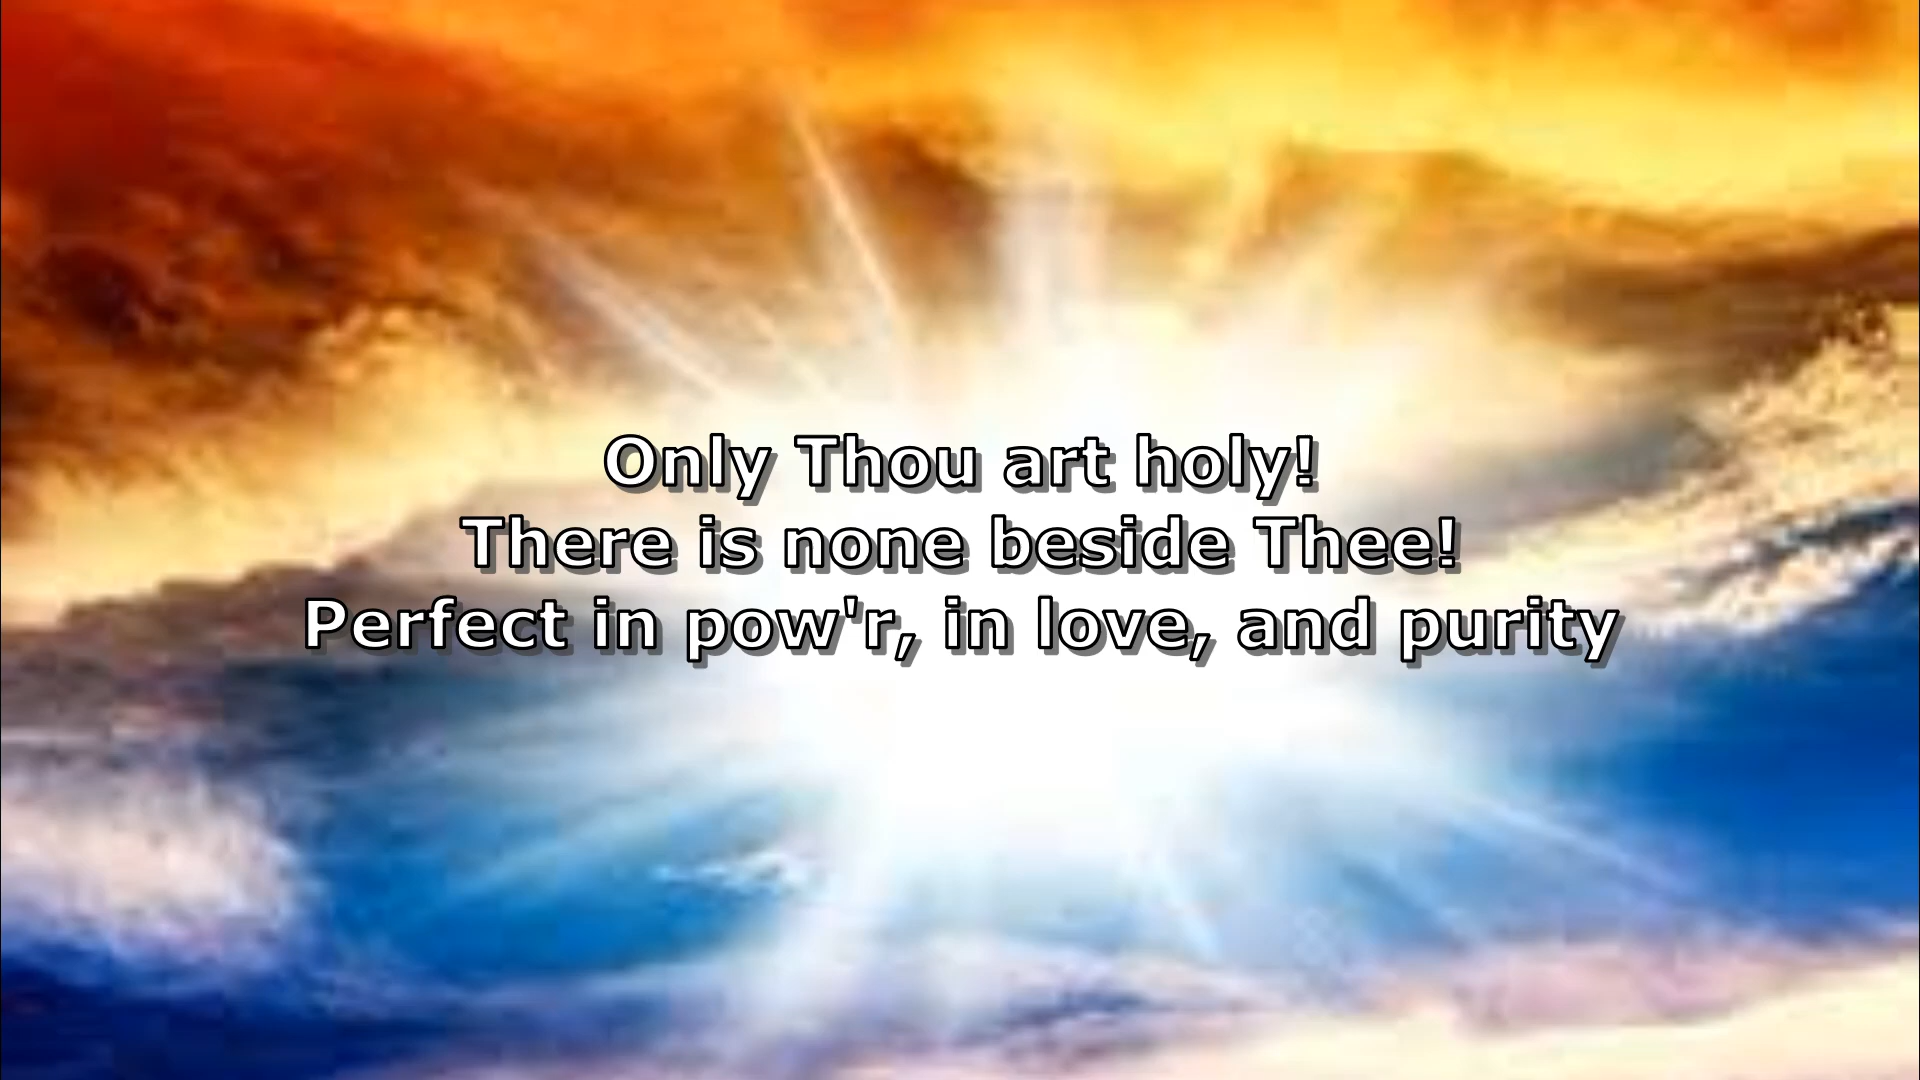 Only Thou art holy!
There is none beside Thee!
Perfect in pow'r, in love, and purity